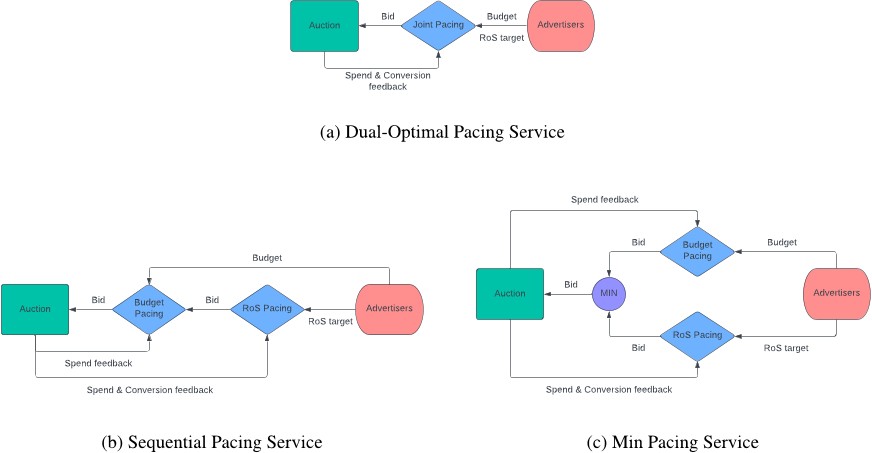 Auction
Bid
Joint Pacing
Budget
RoS target
Advertisers
Spend & Conversion
feedback
(a) Dual-Optimal Pacing Service
Budget
Auction
Bid
Budget
Pacing
Bid
RoS Pacing
RoS target
Advertisers
Spend feedback
Spend & Conversion feedback
(b) Sequential Pacing Service
Spend feedback
Bid
Budget
Pacing
Budget
Auction
Bid
MIN
Advertisers
Bid
RoS Pacing
RoS target
Spend & Conversion feedback
(c) Min Pacing Service